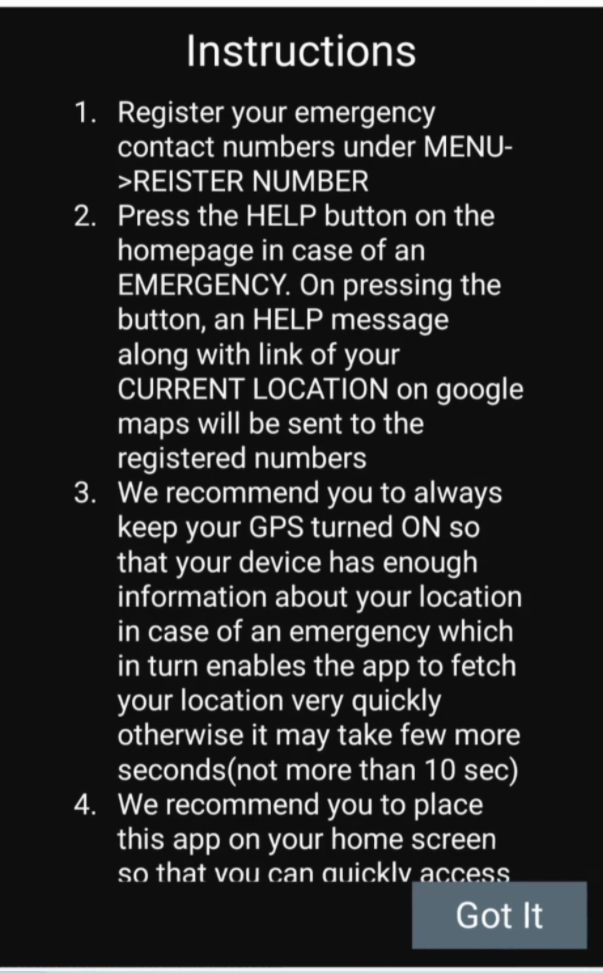 Instructions
1. Register your emergency
contact numbers under MENU-
>REISTER NUMBER
2. Press the HELP button on the
homepage in case of an
EMERGENCY. On pressing the
button, an HELP message
along with link of your
CURRENT LOCATION on google
maps will be sent to the
registered numbers
3. We recommend you to always
keep your GPS turned ON so
that your device has enough
information about your location
in case of an emergency which
in turn enables the app to fetch
your location very quickly
otherwise it may take few more
seconds(not more than 10 sec)
4. We recommend you to place
this app on your home screen
so that you can quickly access
Got It